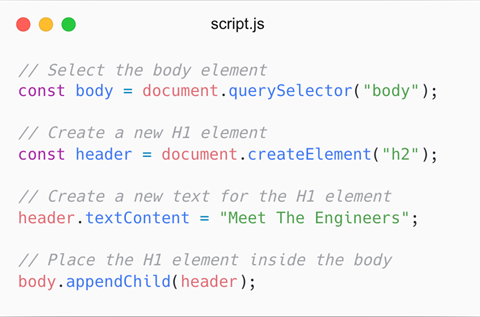 script.js
// Select the body element
const body = document.querySelector("body");
// Create a new H1 element
const header = document.createElement("h2");
// Create a new text for the H1 element
header.textContent = "Meet The Engineers";
// Place the H1 element inside the body
body.appendChild(header);